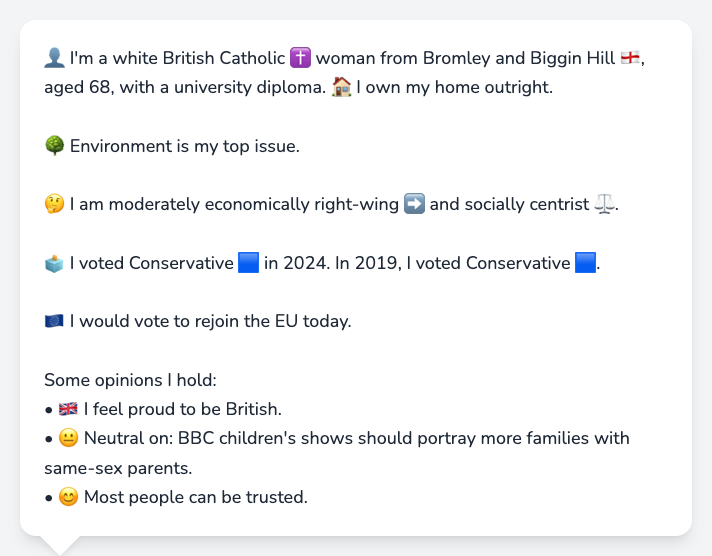 👤 I'm a white British Catholic ✝️ woman from Bromley and Biggin Hill 🏴󠁧󠁢󠁥󠁮󠁧󠁿,
aged 68, with a university diploma. 🏠 I own my home outright.
🌳 Environment is my top issue.
🤔 I am moderately economically right-wing ➡️ and socially centrist ⚖️.
🗳️ I voted Conservative 🟦 in 2024. In 2019, I voted Conservative 🟦.
🇪🇺 I would vote to rejoin the EU today.
Some opinions I hold:
• 🇬🇧 I feel proud to be British.
• 😐 Neutral on: BBC children's shows should portray more families with
same-sex parents.
• 😊 Most people can be trusted.